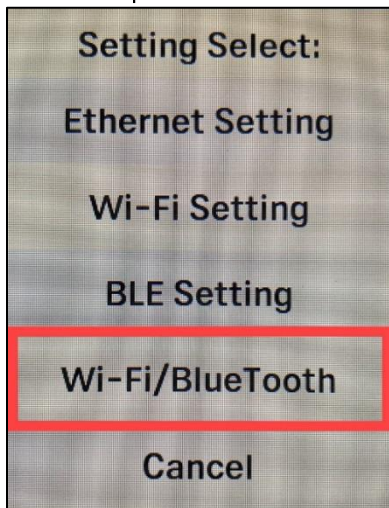 Setting Select:
Ethernet Setting
Wi-Fi Setting
BLE Setting
Wi-Fi/BlueTooth
Cancel